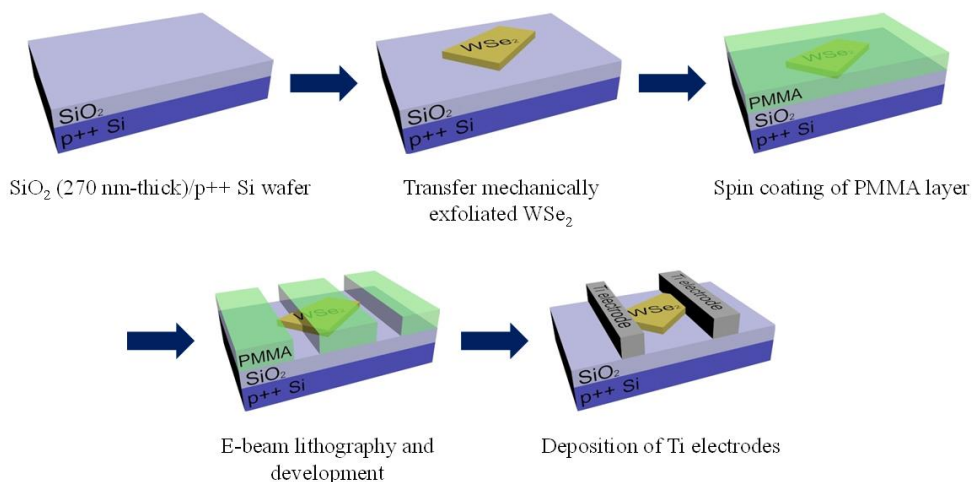 WSe₂
WSe₂
SiO₂
p++ Si
SiO₂
p++ Si
PMMA
SiO₂
p++ Si
SiO₂ (270 nm-thick)/p++ Si wafer
Transfer mechanically
exfoliated WSe₂
Spin coating of PMMA layer
WSe₂
PMMA
SiO₂
p++ Si
Ti electrode
Ti electrode
WSe₂
SiO₂
p++ Si
E-beam lithography and
development
Deposition of Ti electrodes